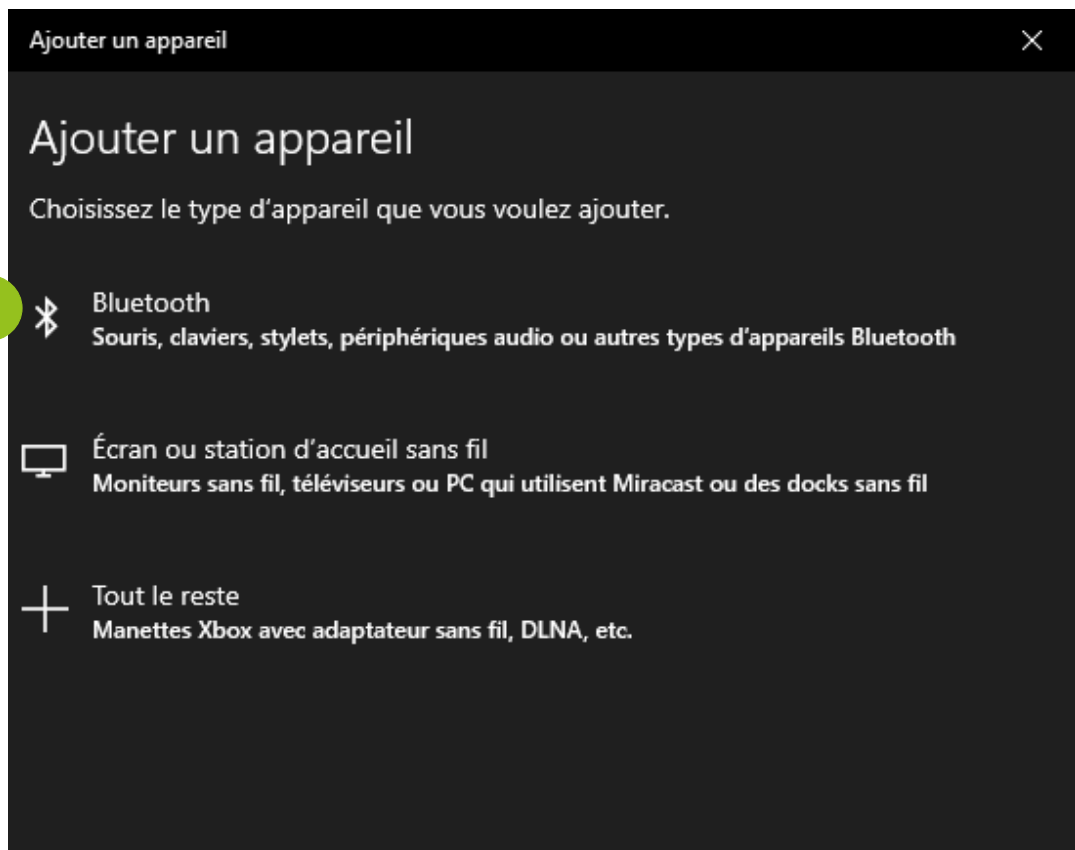 Ajouter un appareil
Ajouter un appareil
Choisissez le type d’appareil que vous voulez ajouter.
Bluetooth
Souris, claviers, stylets, périphériques audio ou autres types d’appareils Bluetooth
Écran ou station d’accueil sans fil
Moniteurs sans fil, téléviseurs ou PC qui utilisent Miracast ou des docks sans fil
Tout le reste
Manettes Xbox avec adaptateur sans fil, DLNA, etc.